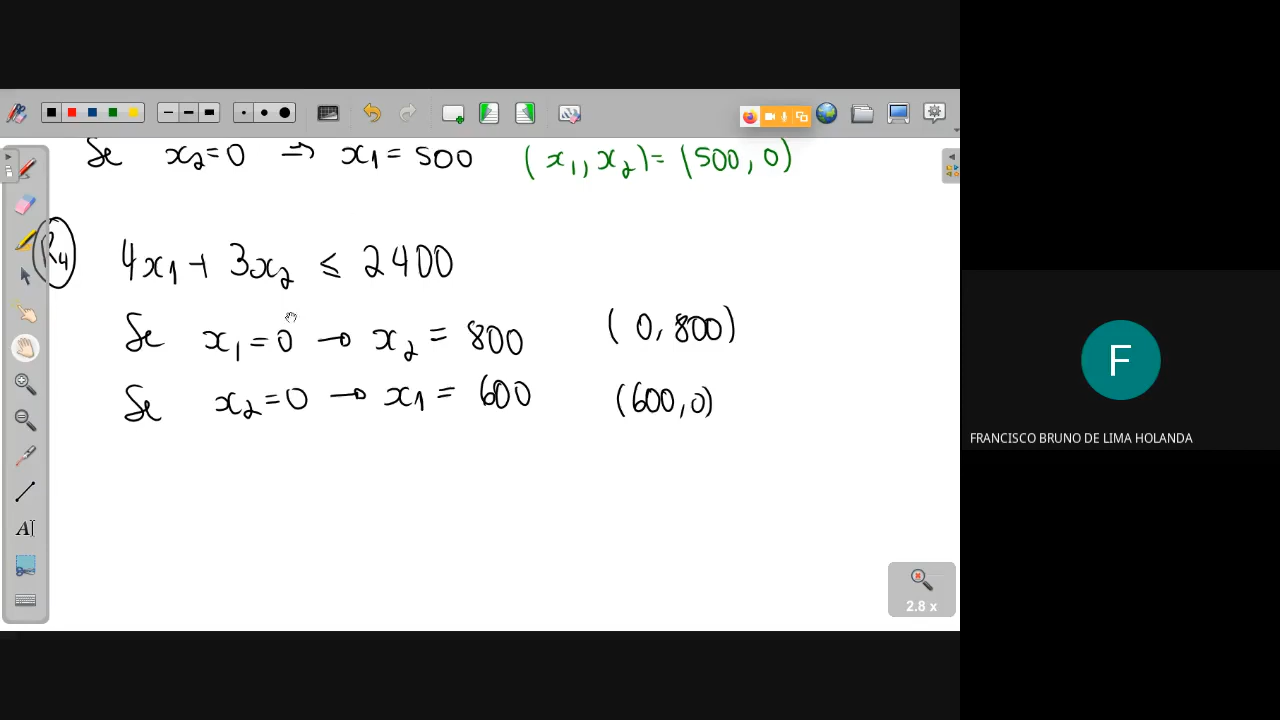 Se x₂=0 → x₁ = 500 (x₁, x₂) = (500, 0)
R₄ 4x₁ + 3x₂ ≤ 2400
Se x₁ = 0 → x₂ = 800 (0, 800)
Se x₂ = 0 → x₁ = 600 (600, 0)
A
2.8 x
F
FRANCISCO BRUNO DE LIMA HOLANDA